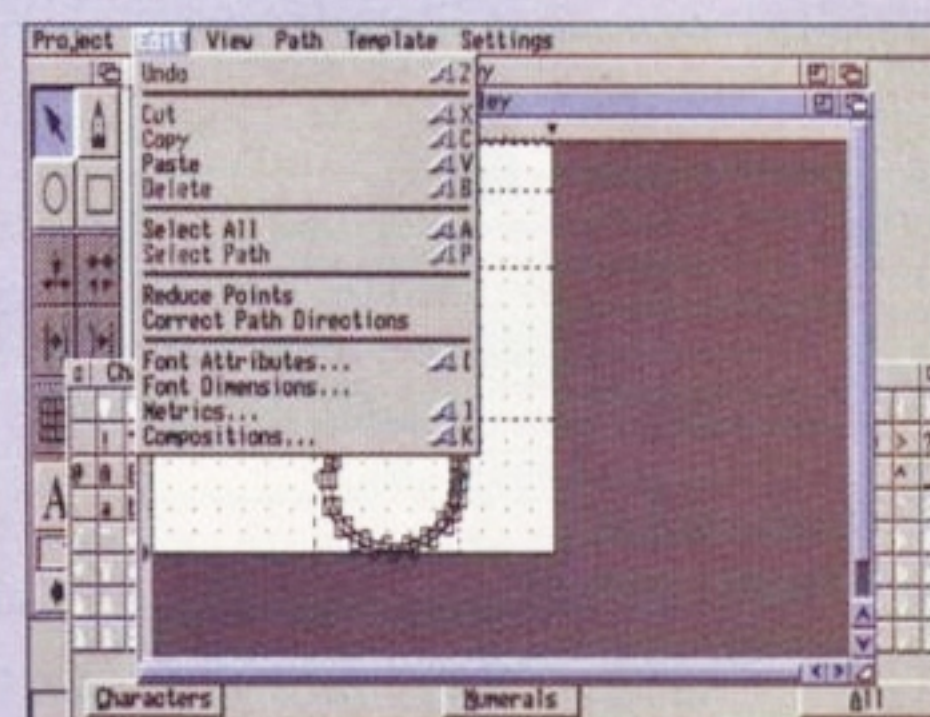 Project Edit View Path Template Settings
Undo A Z
Cut A X
Copy A C
Paste A V
Delete A B
Select All A A
Select Path A P
Reduce Points
Correct Path Directions
Font Attributes... A [
Font Dimensions...
Metrics... A ]
Compositions... A K
A
Characters Numerals All